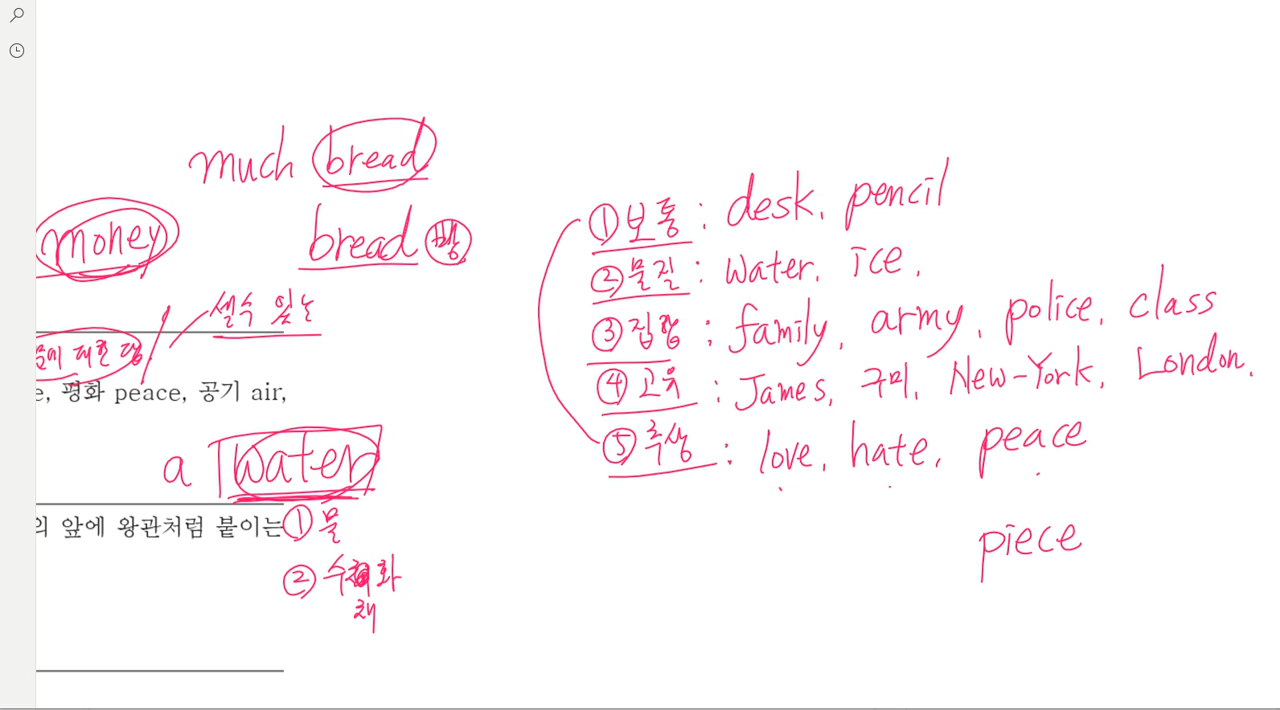 much bread
money
bread 빵
셀수 있는
e, 평화 peace, 공기 air,
a water
의 앞에 왕관처럼 붙이는
① 물
② 수 화
채
① 보통 : desk, pencil
② 물질 : water, ice,
③ 집합 : family, army, police, class
④ 고유 : James, 구미, New-York, London,
⑤ 추상 : love, hate, peace
piece